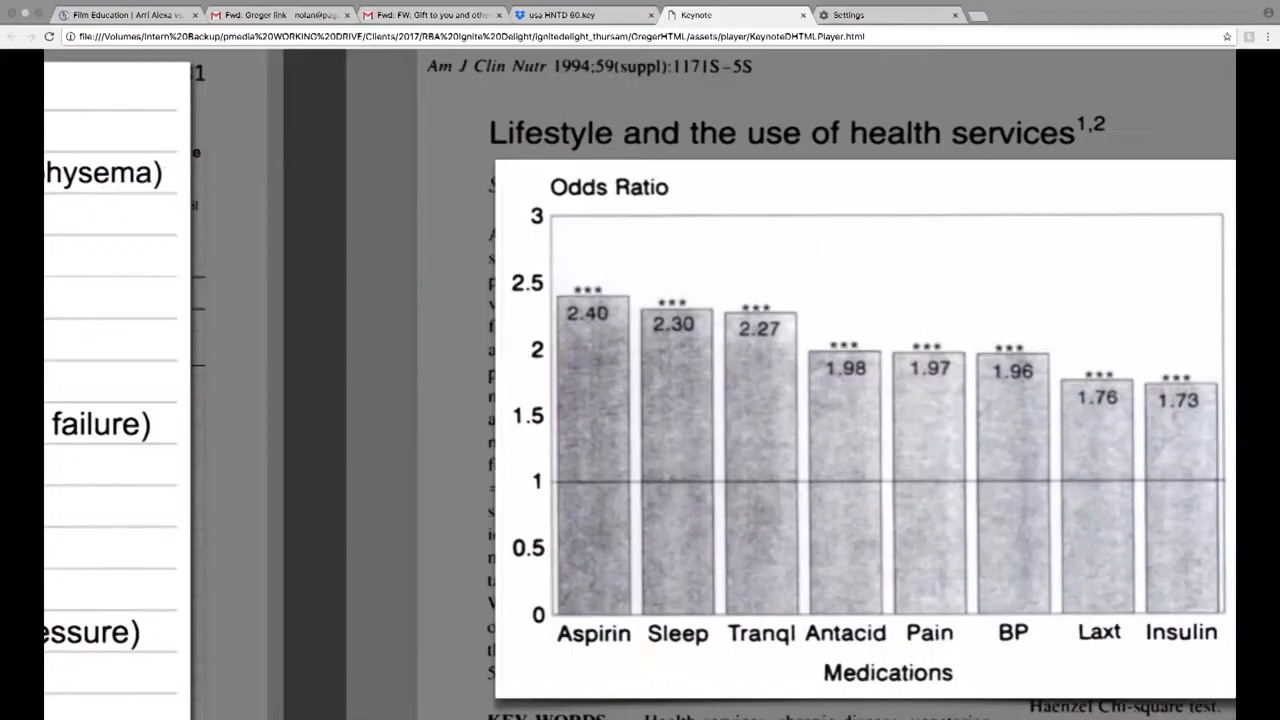 Film Education | Arri Alexa vs.
Fwd: Greger link - nolan@pag
Fwd: FW: Gift to you and othe
usa HNTD 60.key
Keynote
Settings
file:///Volumes/Intern%20Backup/pmedia%20WORKING%20DRIVE/Clients/2017/RBA%20Ignite%20Delight/ignitedelight_thursam/GregerHTML/assets/player/KeynoteDHTMLPlayer.html
hysema)
failure)
essure)
Am J Clin Nutr 1994;59(suppl):1171S–5S
Lifestyle and the use of health services1,2
Odds Ratio
3
2.5
2
1.5
1
0.5
0
***
2.40
***
2.30
***
2.27
***
1.98
***
1.97
***
1.96
***
1.76
***
1.73
Aspirin Sleep Tranql Antacid Pain BP Laxt Insulin
Medications
Haenzel Chi-square test.